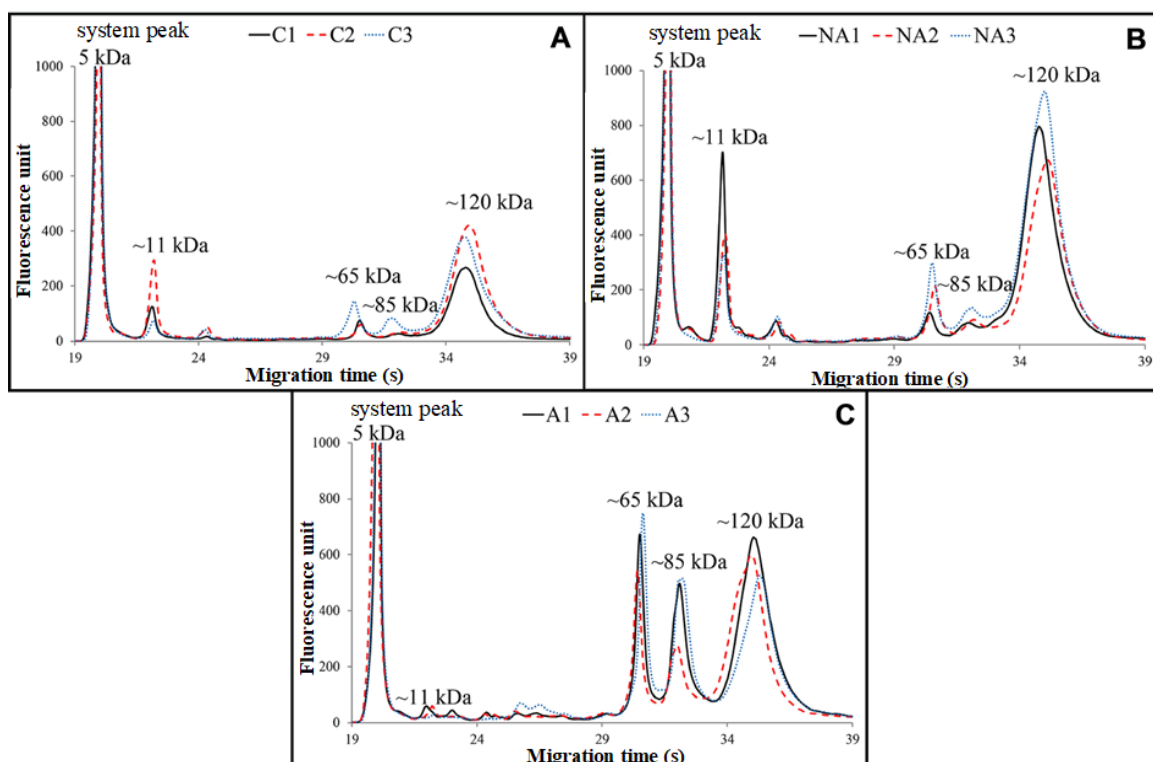 system peak
C1 C2 C3
A
5 kDa
1000
800
600
400
200
0
~11 kDa
~65 kDa
~85 kDa
~120 kDa
Fluorescence unit
19 24 29 34 39
Migration time (s)
system peak
NA1 NA2 NA3
B
5 kDa
1000
800
600
400
200
0
~11 kDa
~65 kDa
~85 kDa
~120 kDa
Fluorescence unit
19 24 29 34 39
Migration time (s)
system peak
A1 A2 A3
C
5 kDa
1000
800
600
400
200
0
~11 kDa
~65 kDa
~85 kDa
~120 kDa
Fluorescence unit
19 24 29 34 39
Migration time (s)